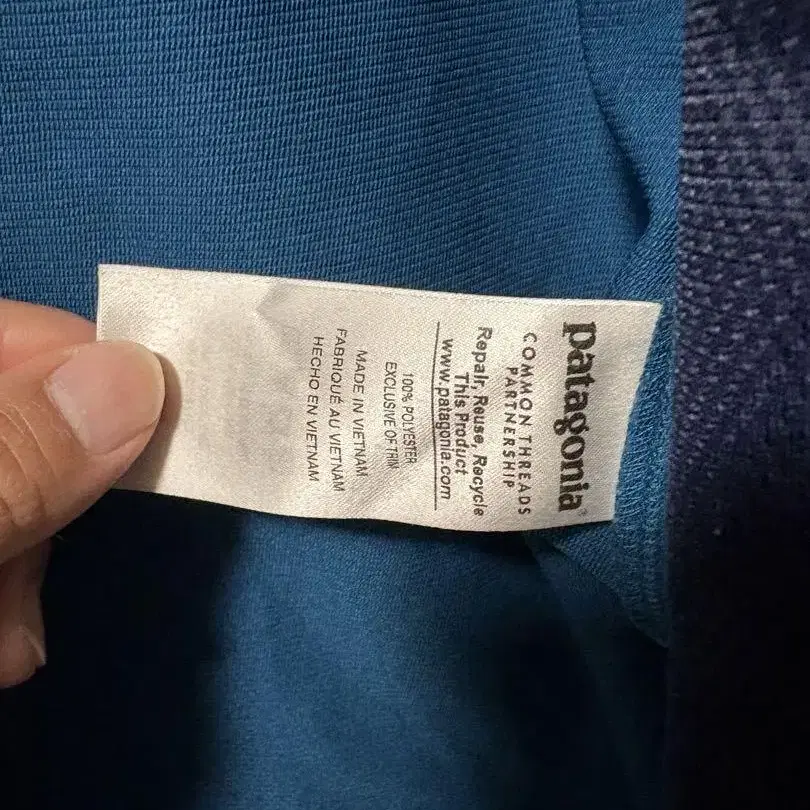 patagonia®
COMMON THREADS
PARTNERSHIP
Repair, Reuse, Recycle
This Product
www.patagonia.com
100% POLYESTER
EXCLUSIVE OF TRIM
MADE IN VIETNAM
FABRIQUÉ AU VIETNAM
HECHO EN VIETNAM